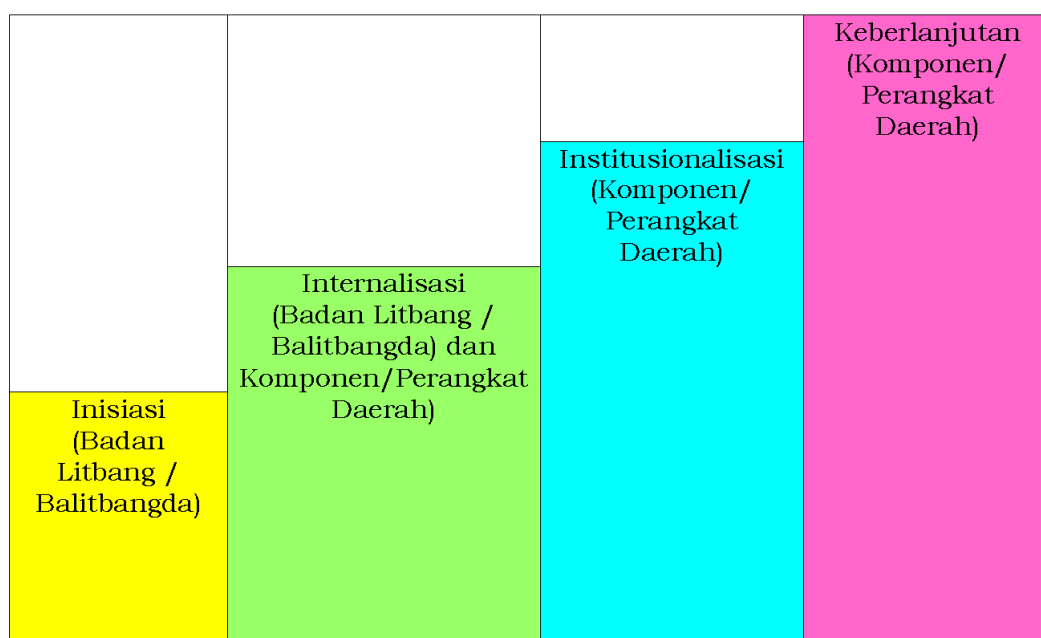 Inisiasi
(Badan
Litbang /
Balitbangda)
Internalisasi
(Badan Litbang /
Balitbangda) dan
Komponen/Perangkat
Daerah)
Institusionalisasi
(Komponen/
Perangkat
Daerah)
Keberlanjutan
(Komponen/
Perangkat
Daerah)